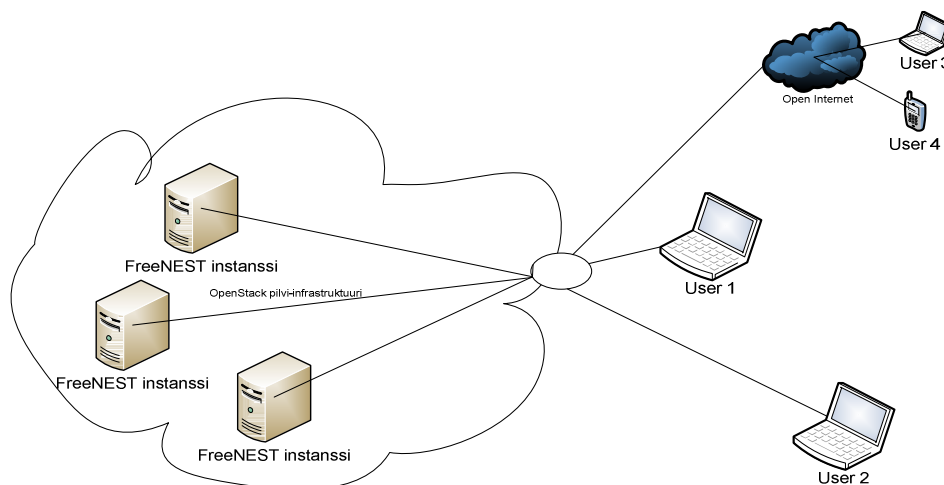 User 3
Open Internet
User 4
FreeNEST instanssi
User 1
OpenStack pilvi-infrastruktuuri
FreeNEST instanssi
FreeNEST instanssi
User 2